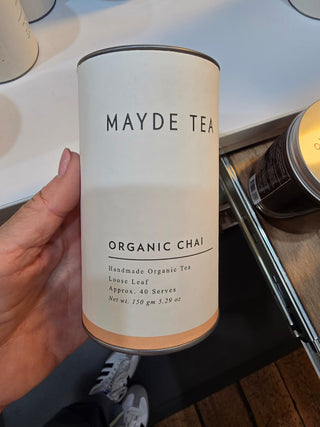 MAYDE TEA
ORGANIC CHAI
Handmade Organic Tea
Loose Leaf
Approx. 40 Serves
Net wt. 150 gm 5.29 oz